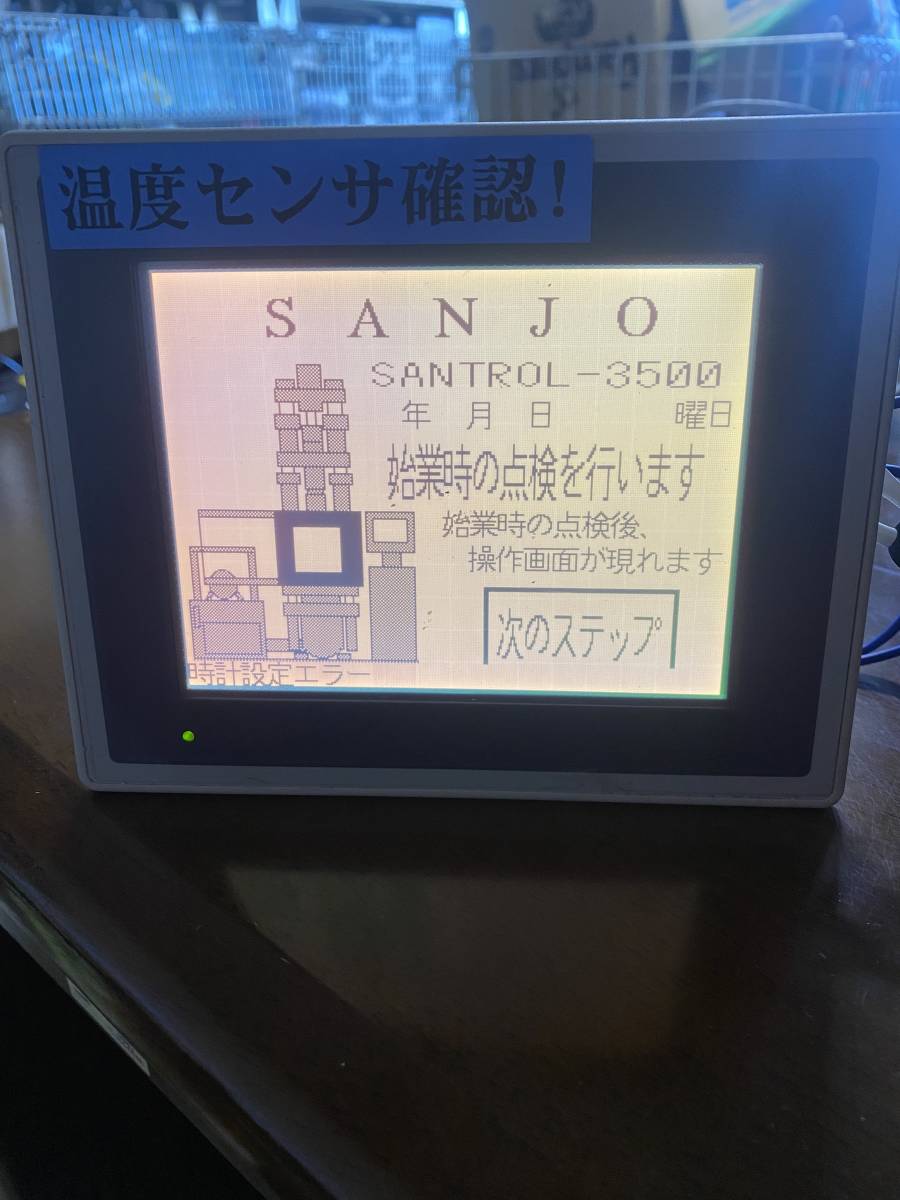 温度センサ確認!
SANJO
SANTROL-3500
年 月 日 曜日
始業時の点検を行います
始業時の点検後、
操作画面が現れます
次のステップ
時計設定エラー